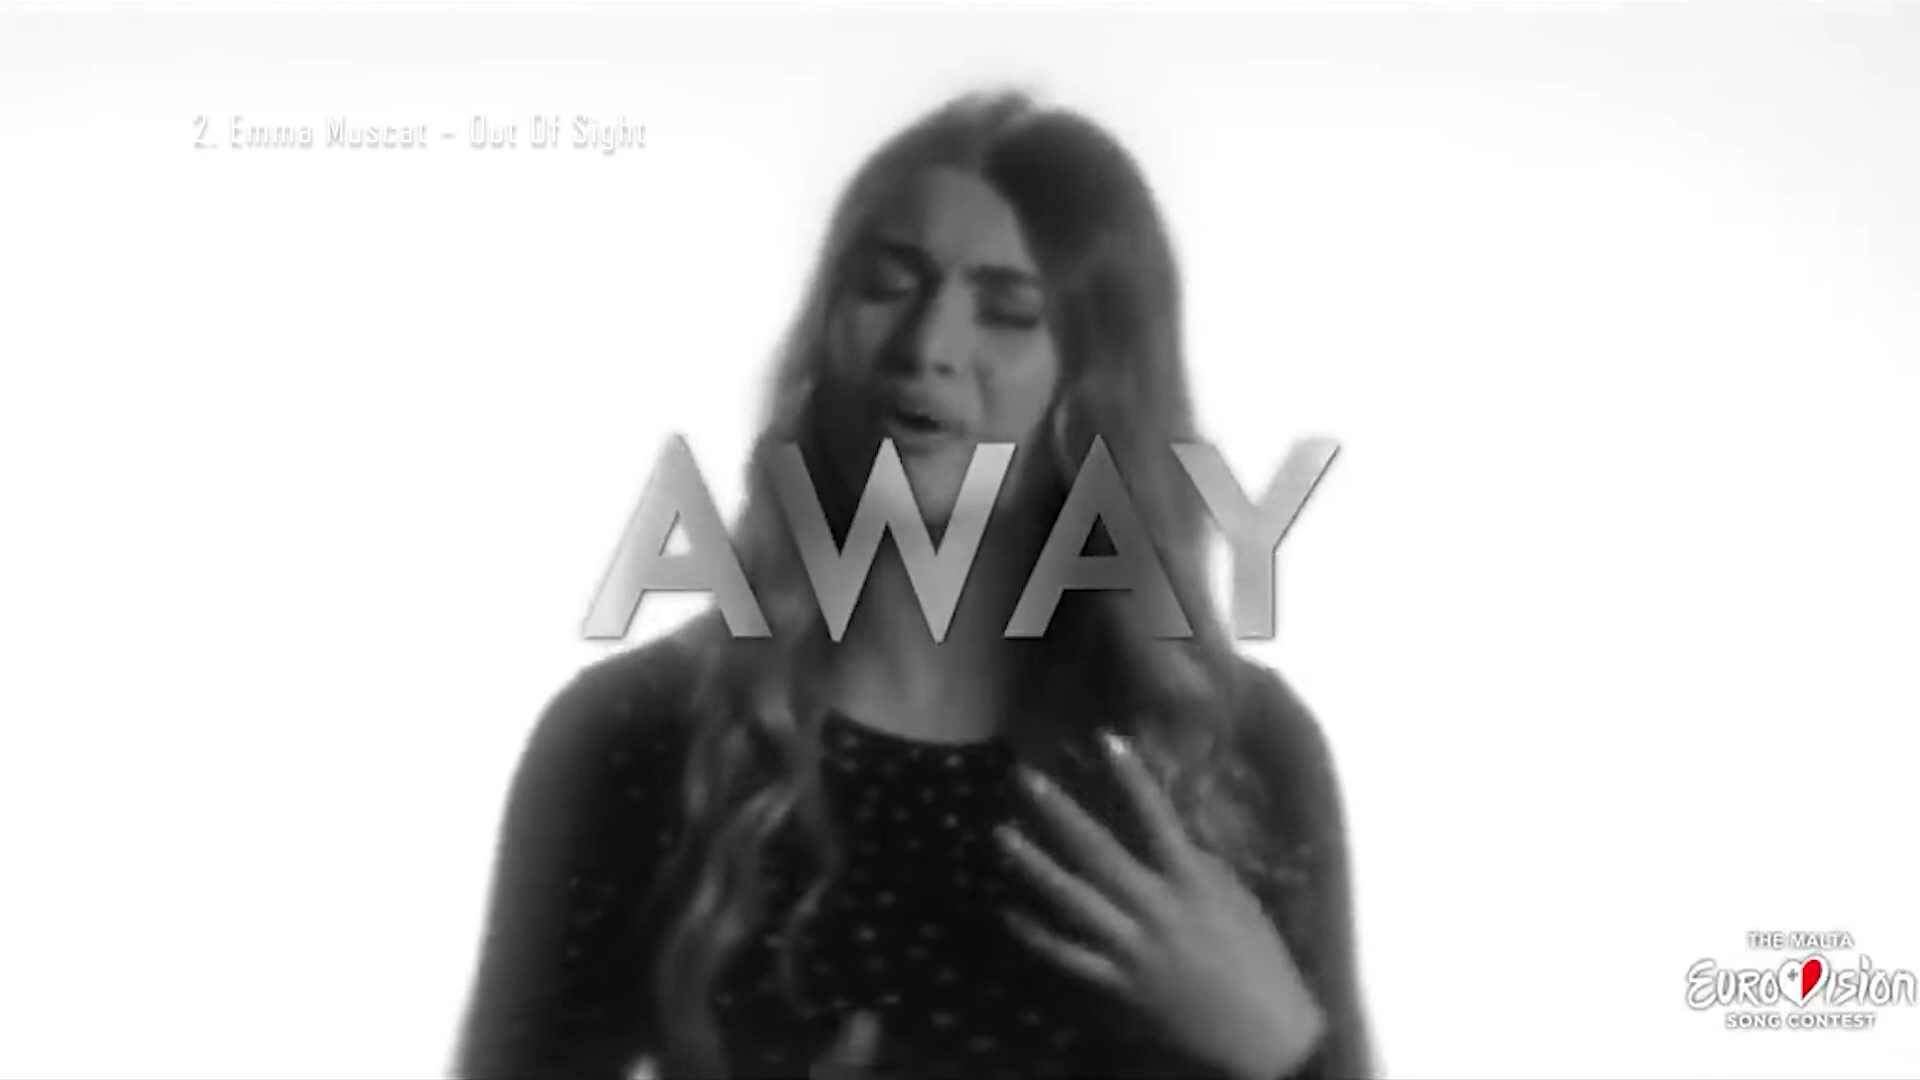 2. Emma Muscat - Out Of Sight
AWAY
THE MALTA
EUROVISION
SONG CONTEST